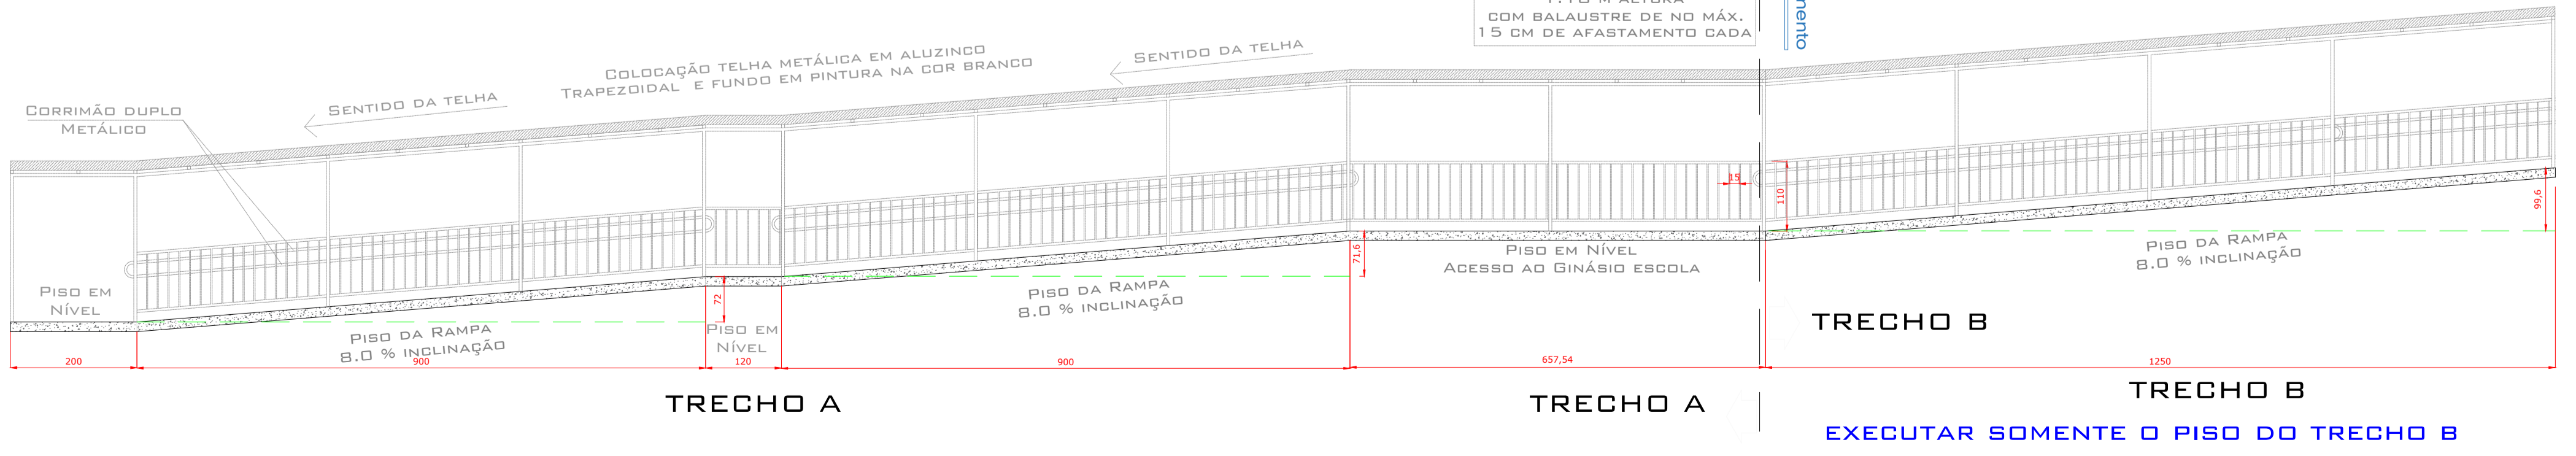 1.10 M ALTURA
COM BALAUSTRE DE NO MÁX.
15 CM DE AFASTAMENTO CADA
mento
SENTIDO DA TELHA
COLOCAÇÃO TELHA METÁLICA EM ALUZINCO
TRAPEZOIDAL E FUNDO EM PINTURA NA COR BRANCO
SENTIDO DA TELHA
CORRIMÃO DUPLO
METÁLICO
15
110
99,6
PISO EM
NÍVEL
72
71,6
PISO EM NÍVEL
ACESSO AO GINÁSIO ESCOLA
PISO DA RAMPA
8.0 % INCLINAÇÃO
PISO DA RAMPA
8.0 % INCLINAÇÃO
PISO DA RAMPA
8.0 % INCLINAÇÃO
PISO EM
NÍVEL
TRECHO B
200
900
120
900
657,54
1250
TRECHO A
TRECHO A
TRECHO B
EXECUTAR SOMENTE O PISO DO TRECHO B